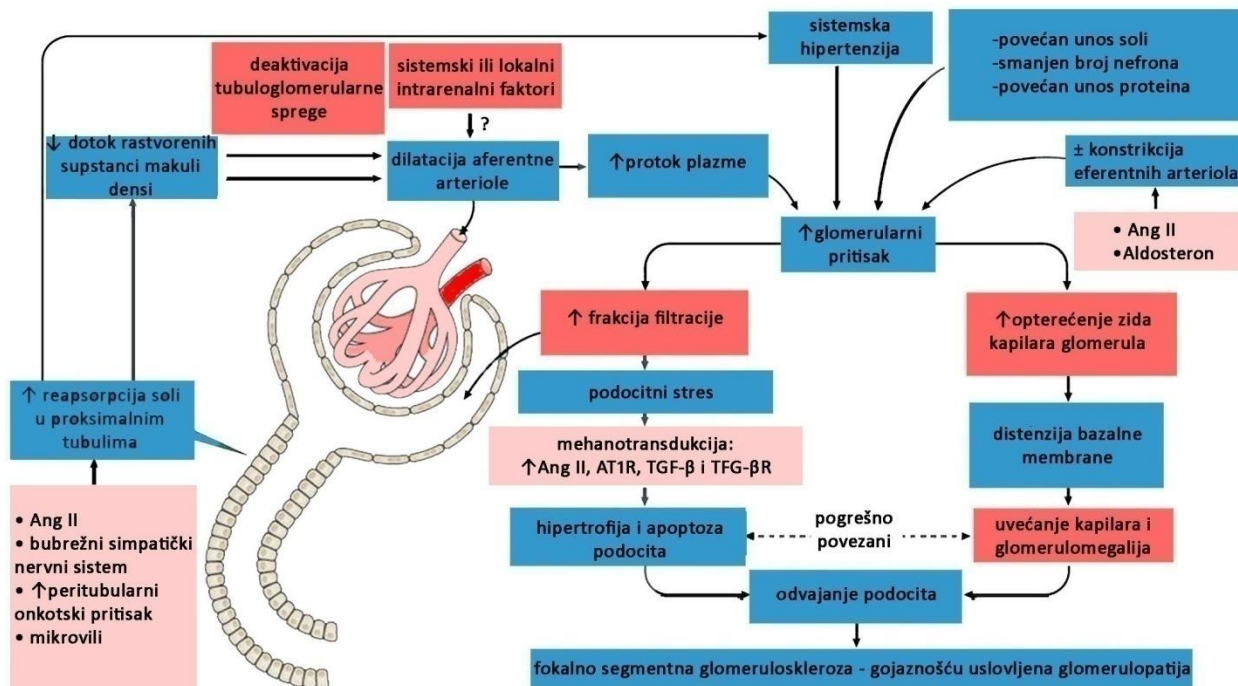 sistemska
hipertenzija
-povećan unos soli
-smanjen broj nefrona
-povećan unos proteina
deaktivacija
tubuloglomerularne
sprege
sistemski ili lokalni
intrarenalni faktori
?
↓ dotok rastvorenih
supstanci makuli
densi
dilatacija aferentne
arteriole
↑protok plazme
± konstrikcija
eferentnih arteriola
• Ang II
•Aldosteron
↑glomerularni
pritisak
↑ frakcija filtracije
↑opterećenje zida
kapilara glomerula
↑ reapsorpcija soli
u proksimalnim
tubulima
podocitni stres
distenzija bazalne
membrane
mehanotransdukcija:
↑Ang II, AT1R, TGF-β i TFG-βR
• Ang II
• bubrežni simpatički
nervni sistem
• ↑peritubularni
onkotski pritisak
• mikrovili
hipertrofija i apoptoza
podocita
pogrešno
povezani
uvećanje kapilara i
glomerulomegalija
odvajanje podocita
fokalno segmentna glomeruloskleroza - gojaznošću uslovljena glomerulopatija